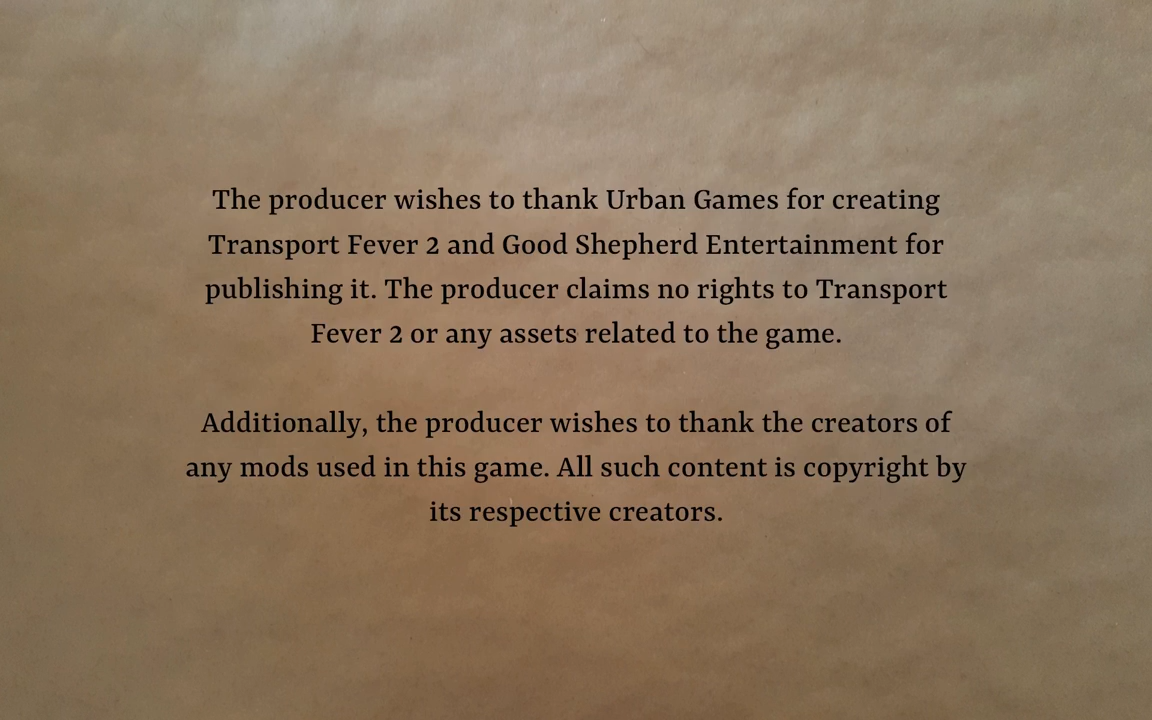 The producer wishes to thank Urban Games for creating
Transport Fever 2 and Good Shepherd Entertainment for
publishing it. The producer claims no rights to Transport
Fever 2 or any assets related to the game.
Additionally, the producer wishes to thank the creators of
any mods used in this game. All such content is copyright by
its respective creators.